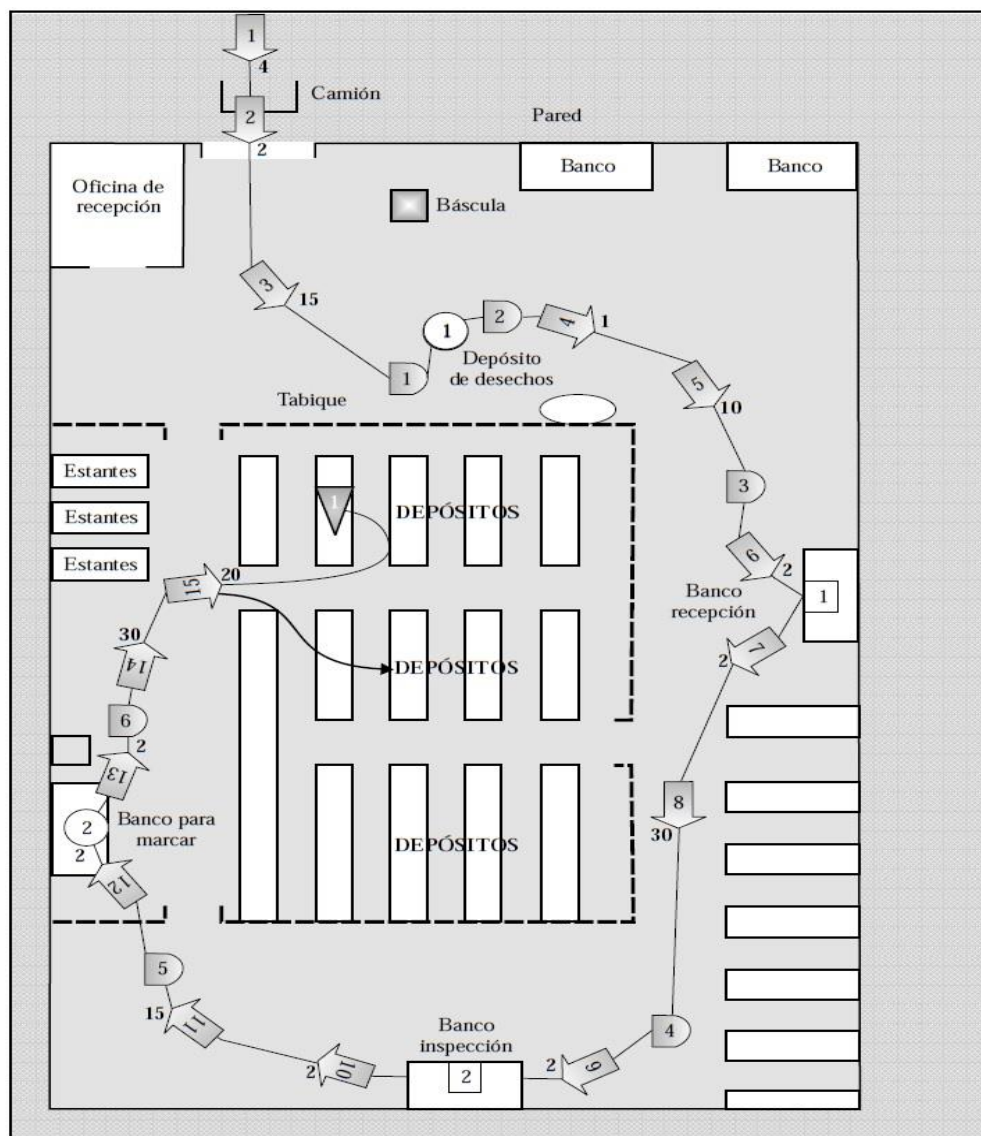 1
4
Camión
2
Pared
2
Banco
Banco
Oficina de
recepción
Báscula
3
15
1
2
4
1
Depósito
de desechos
1
5
10
Tabique
Estantes
1
DEPÓSITOS
3
Estantes
Estantes
15
20
6
2
Banco
recepción
1
30
14
DEPÓSITOS
7
2
6
2
13
8
30
Banco para
marcar
2
2
DEPÓSITOS
12
5
15
11
Banco
inspección
4
2
10
2
2
9